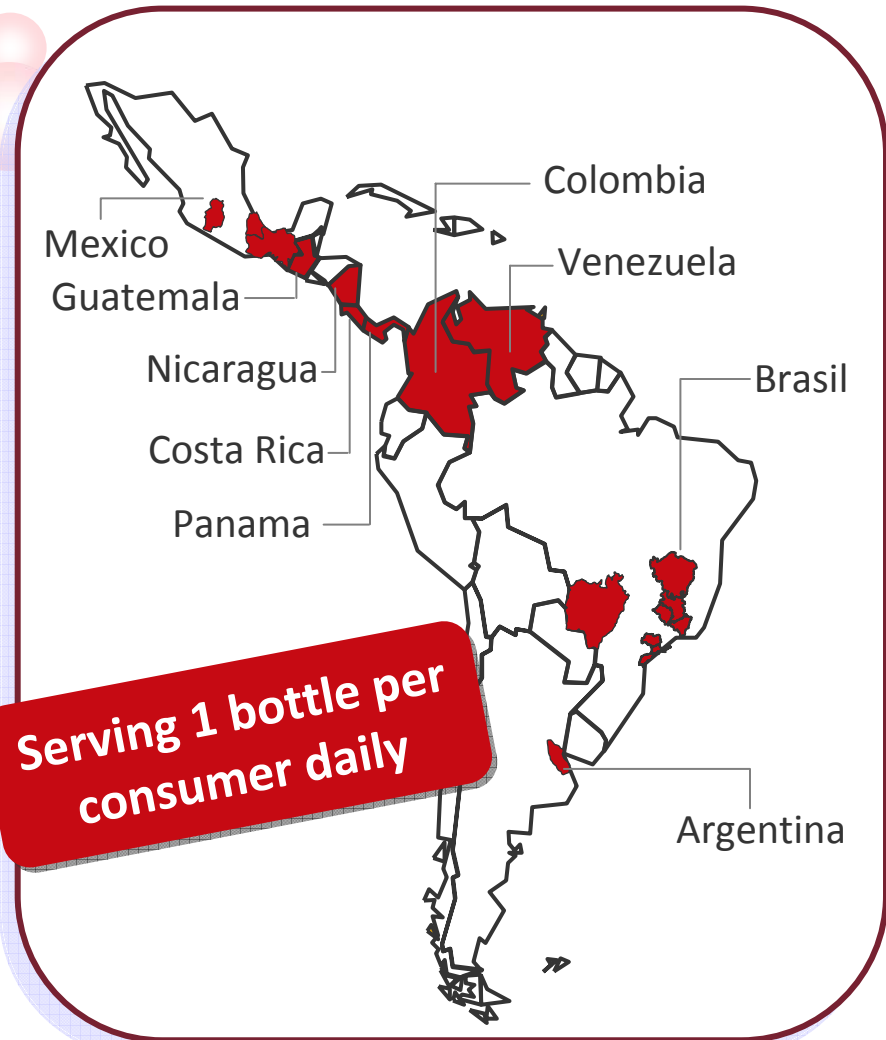 Colombia
Mexico
Venezuela
Guatemala
Nicaragua
Brasil
Costa Rica
Panama
Serving 1 bottle per
consumer daily
Argentina